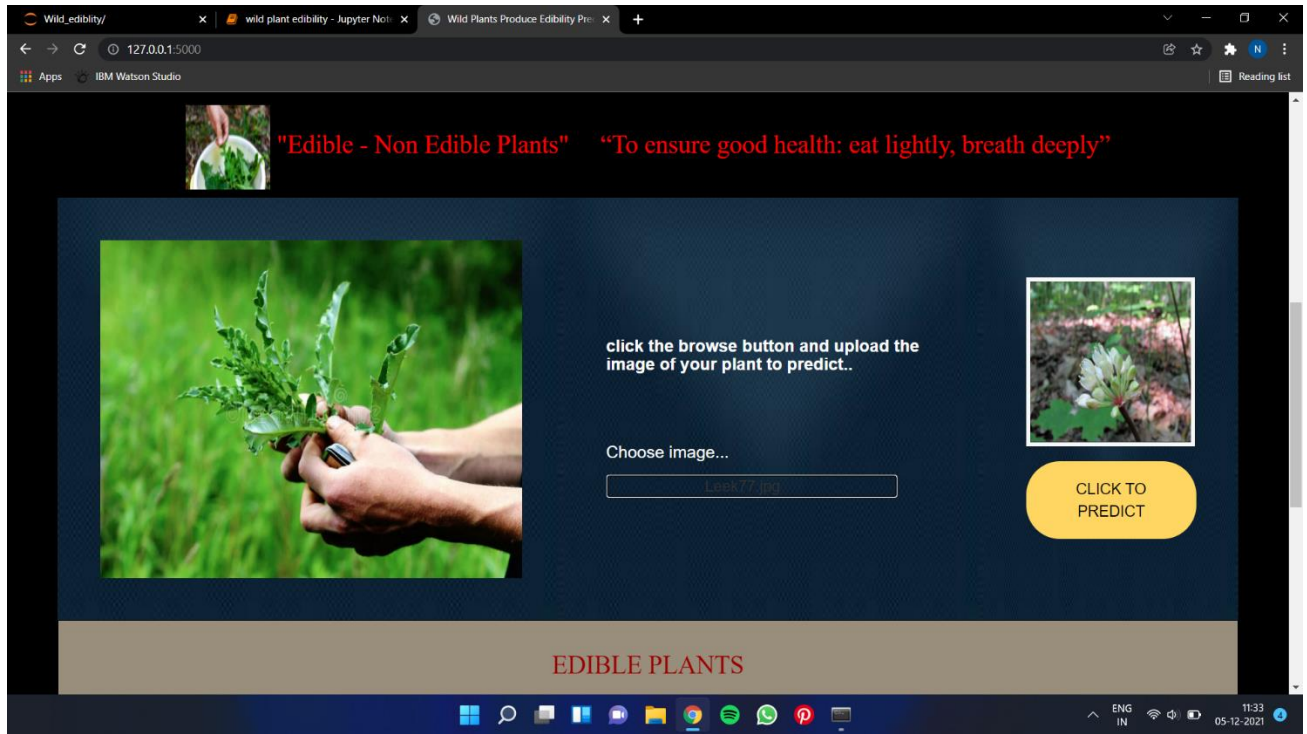 Wild_ediblity/
wild plant edibility - Jupyter Not
Wild Plants Produce Edibility Pre
127.0.0.1:5000
N
Apps
IBM Watson Studio
Reading list
"Edible - Non Edible Plants" “To ensure good health: eat lightly, breath deeply”
click the browse button and upload the
image of your plant to predict..
Choose image...
Leek77.jpg
CLICK TO
PREDICT
EDIBLE PLANTS
ENG
IN
11:33
05-12-2021
4